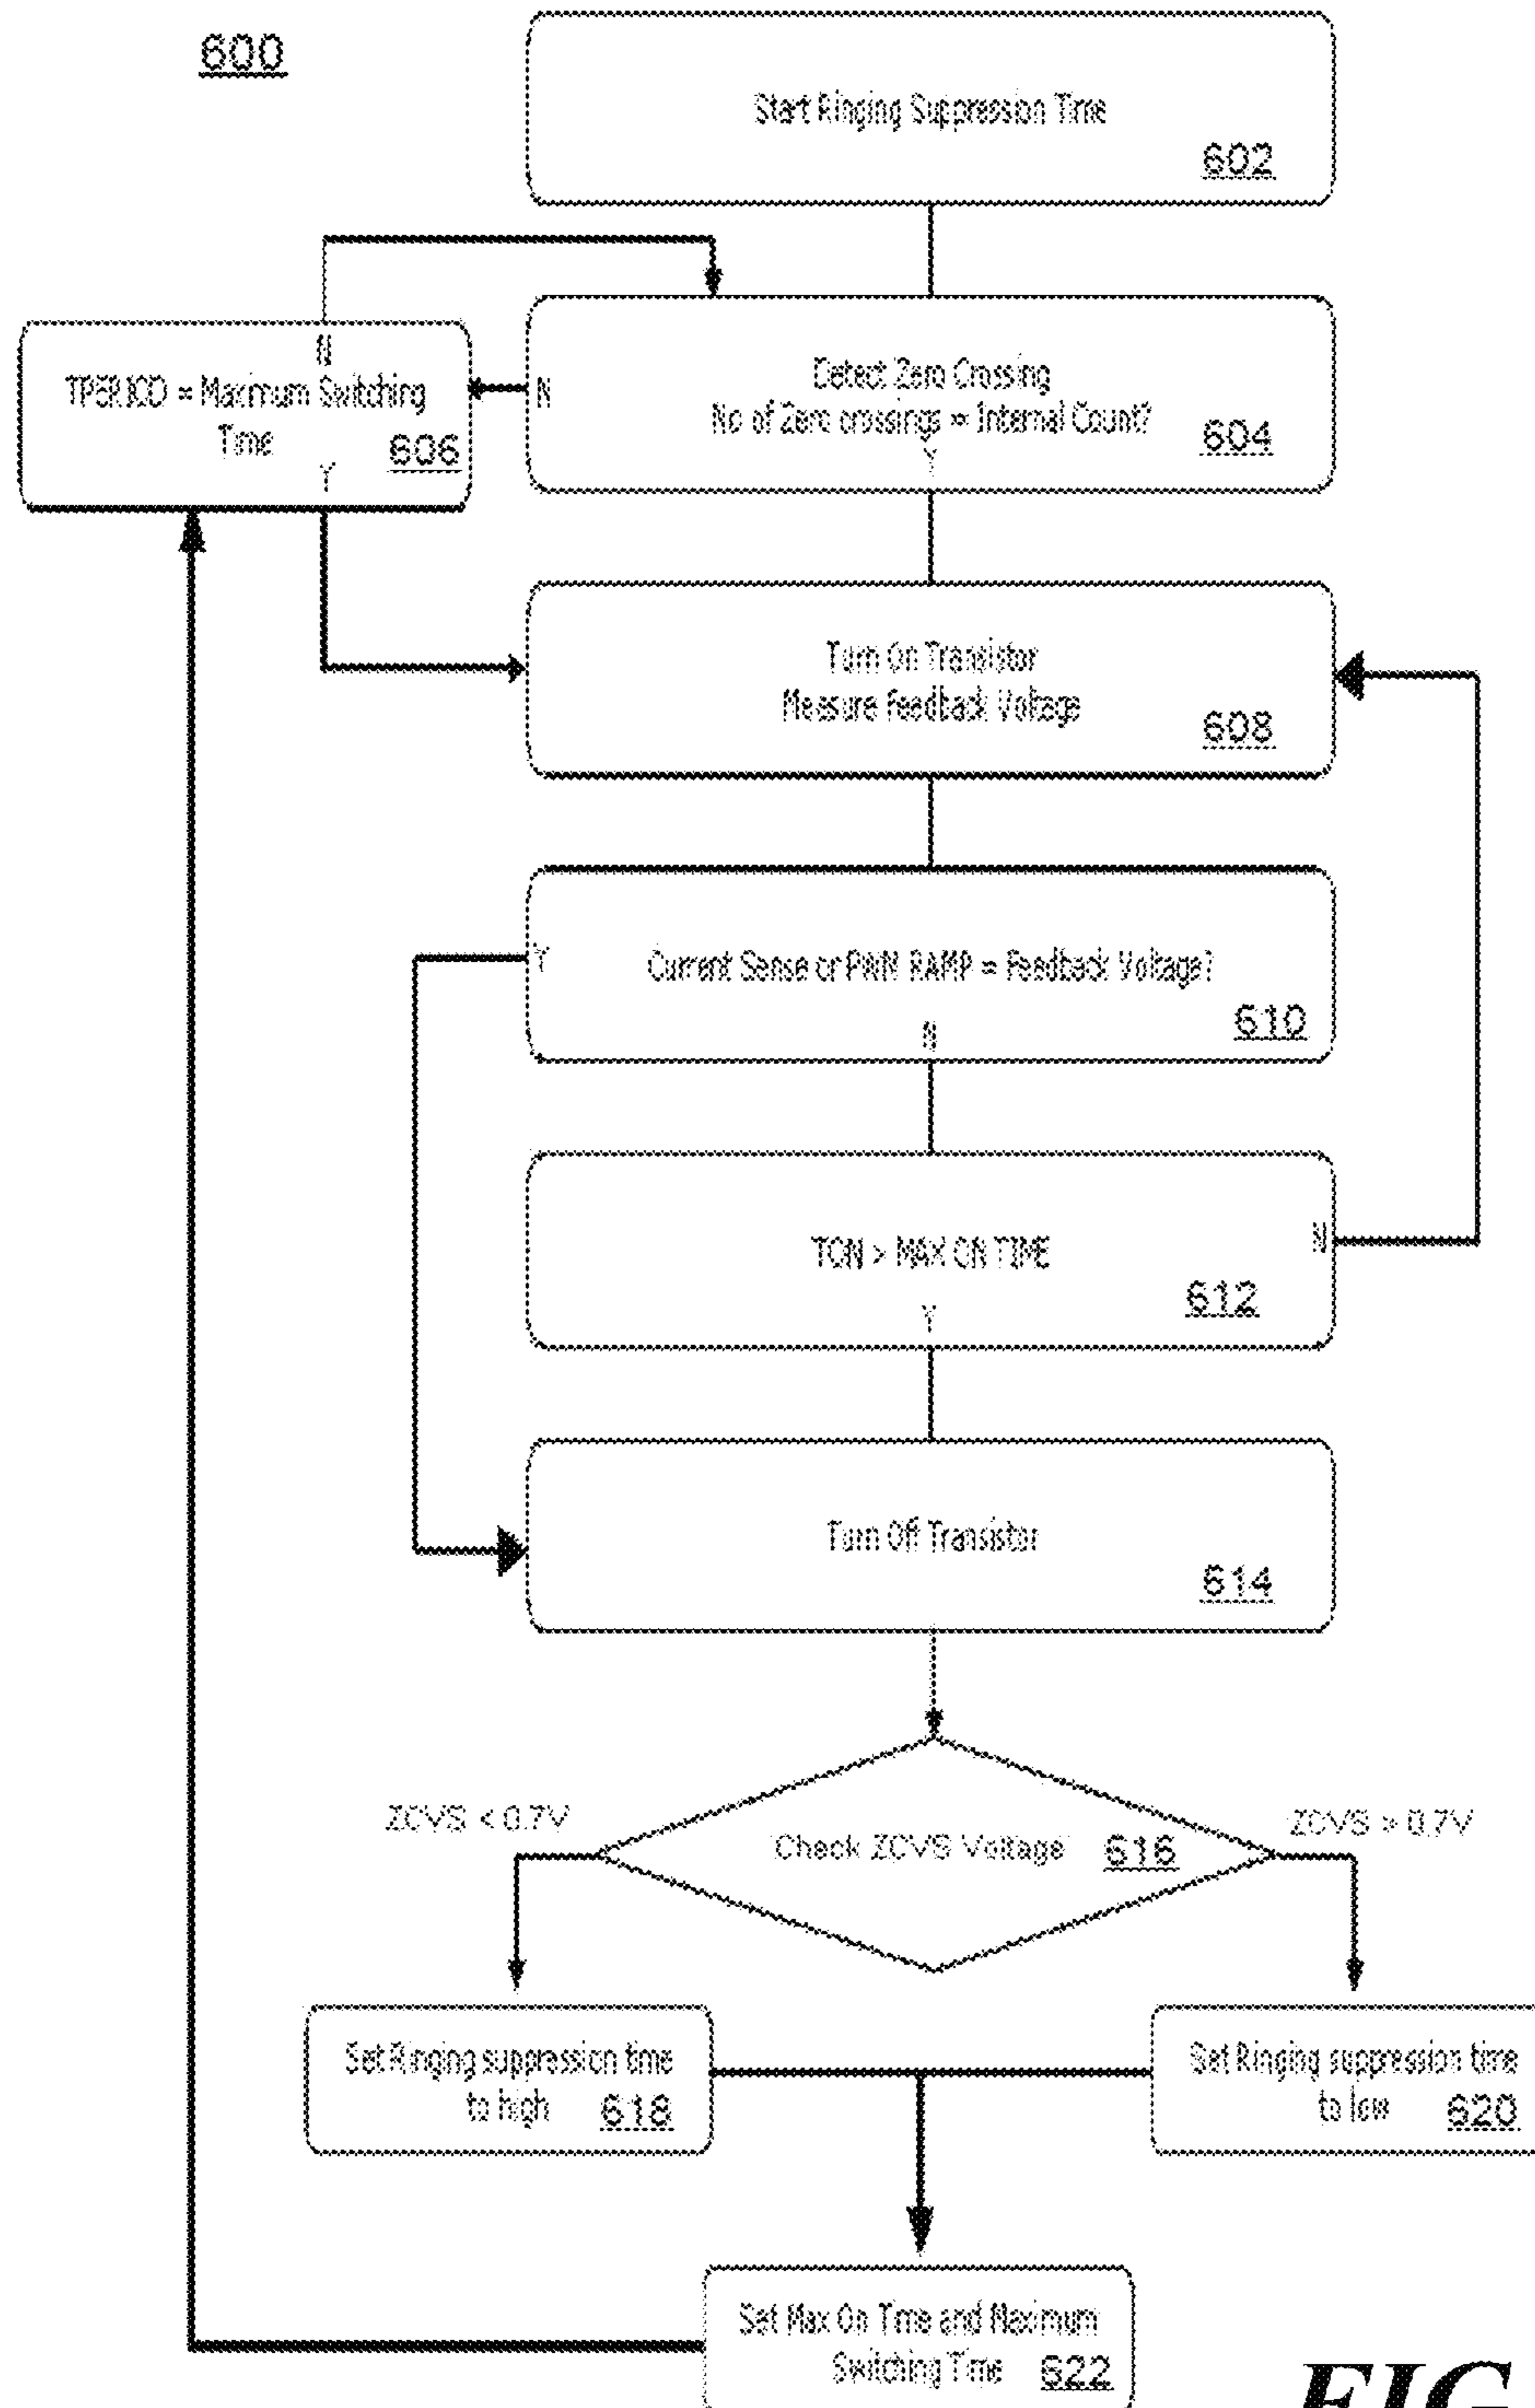 600
Start Ringing Suppression Time
602
N
TPERIOD = Maximum Switching
Time
606
Y
N
Detect Zero Crossing
No of Zero crossings = Internal Count?
604
Y
Turn On Transistor
Measure Feedback Voltage
608
Y
Current Sense or PWM RAMP = Feedback Voltage?
610
N
TON > MAX ON TIME
N
612
Y
Turn Off Transistor
614
ZCVS < 0.7V
Check ZCVS Voltage
616
ZCVS > 0.7V
Set Ringing suppression time
to high
618
Set Ringing suppression time
to low
620
Set Max On Time and Maximum
Switching Time
622
FIG